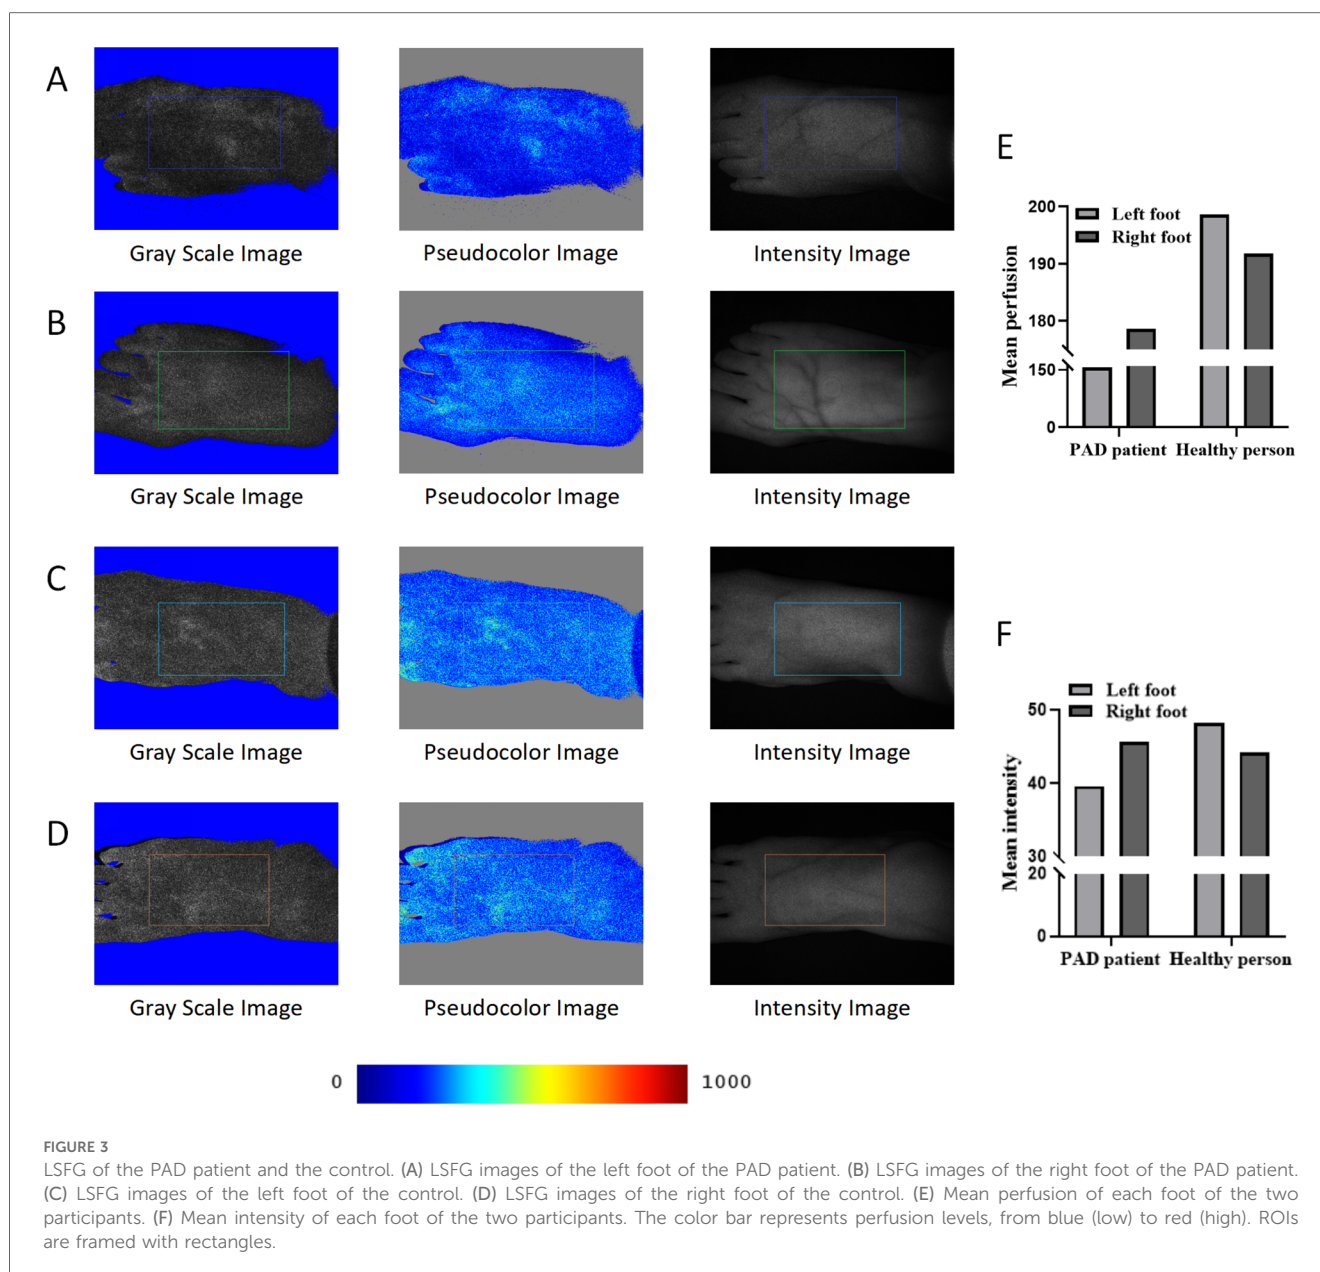 A
Gray Scale Image
Pseudocolor Image
Intensity Image
B
Gray Scale Image
Pseudocolor Image
Intensity Image
C
Gray Scale Image
Pseudocolor Image
Intensity Image
D
Gray Scale Image
Pseudocolor Image
Intensity Image
0
1000
E
Mean perfusion
200
190
180
150
0
Left foot
Right foot
PAD patient
Healthy person
F
Mean intensity
50
40
30
20
0
Left foot
Right foot
PAD patient
Healthy person
FIGURE 3
LSFG of the PAD patient and the control. (A) LSFG images of the left foot of the PAD patient. (B) LSFG images of the right foot of the PAD patient.
(C) LSFG images of the left foot of the control. (D) LSFG images of the right foot of the control. (E) Mean perfusion of each foot of the two
participants. (F) Mean intensity of each foot of the two participants. The color bar represents perfusion levels, from blue (low) to red (high). ROIs
are framed with rectangles.